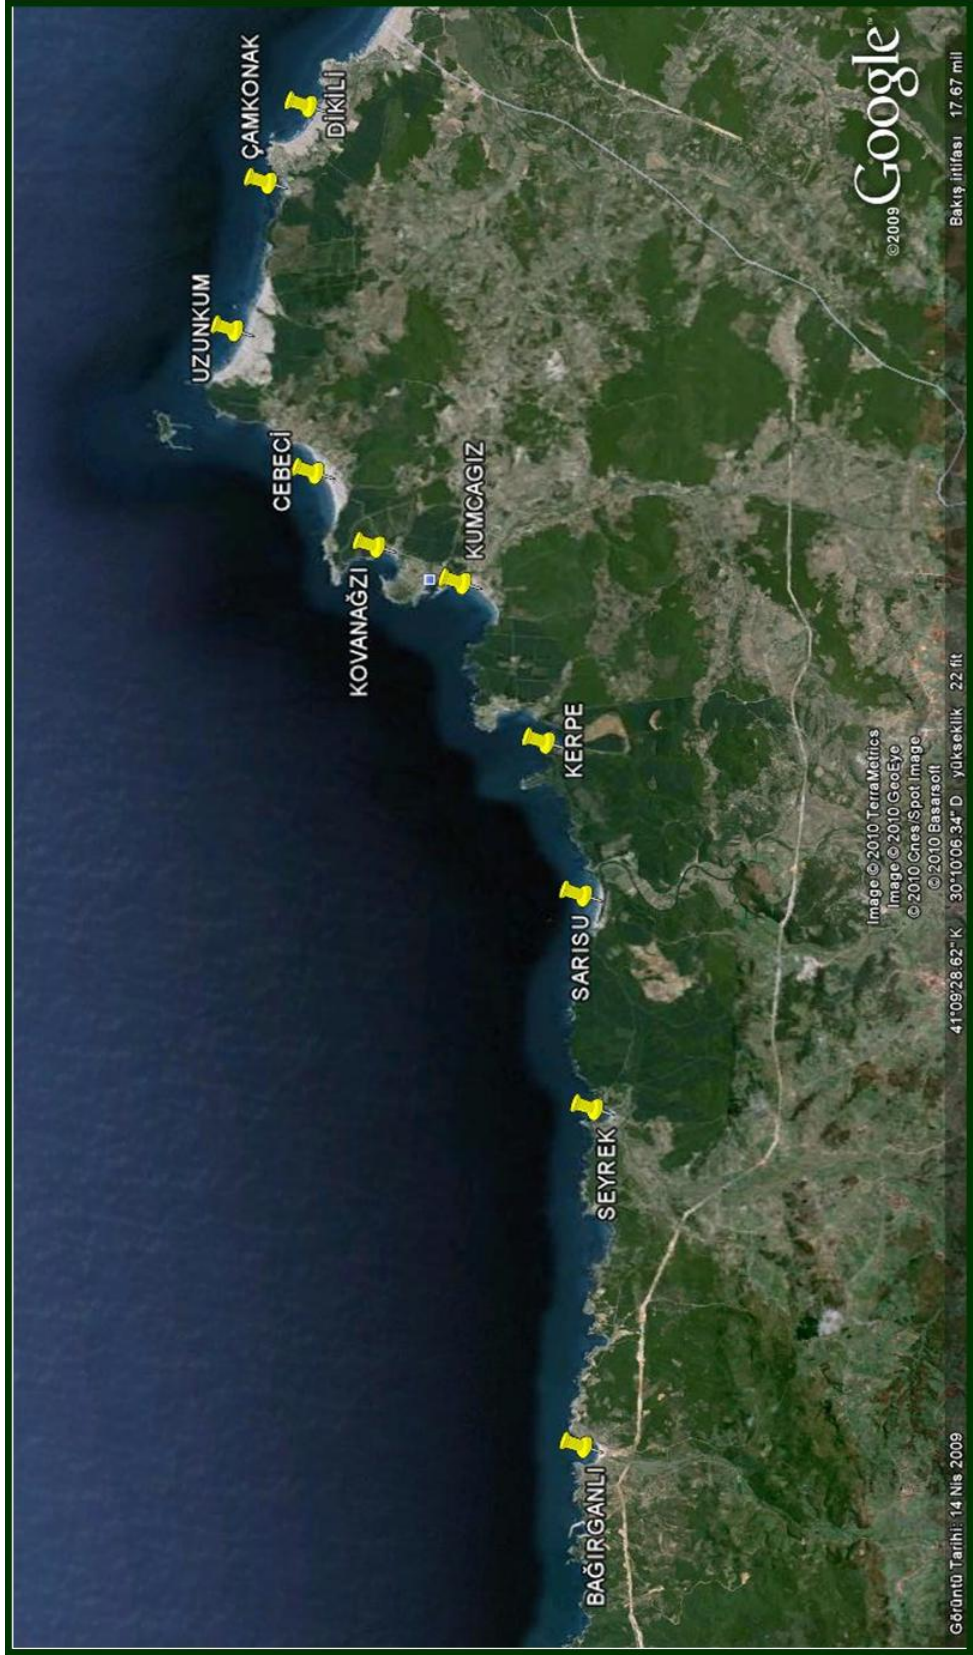 BAĞIRGANLI
SEYREK
SARISU
KERPE
KOVANAĞZI
KUMCAGIZ
CEBECİ
UZUNKUM
ÇAMKONAK
DİKİLİ
Image © 2010 TerraMetrics
Image © 2010 GeoEye
© 2010 Cnes/Spot Image
© 2010 Basarsoft
©2009 Google™
Görüntü Tarihi: 14 Nis 2009 41°09'28.62" K 30°10'06.34" D yükseklik 22 fit Bakış irtifası 17.67 mil